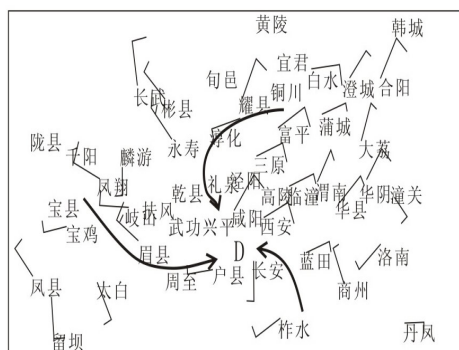 黄陵
韩城
宜君
旬邑
白水
澄城
合阳
长武
彬县
铜川
耀县
蒲城
淳化
富平
永寿
大荔
陇县
千阳
麟游
三原
凤翔
乾县
礼泉
泾阳
高陵
临潼
渭南
华阴
潼关
宝县
岐山
扶风
华县
武功
兴平
咸阳
西安
宝鸡
眉县
D
蓝田
洛南
周至
户县
长安
凤县
太白
商州
柞水
丹凤
留坝